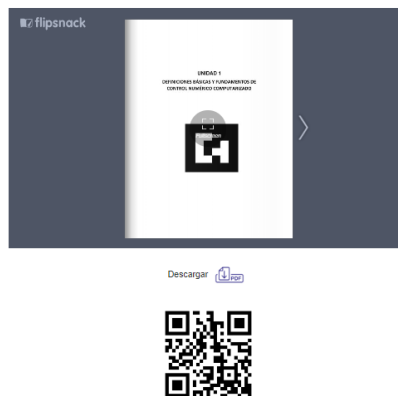 flipsnack
UNIDAD 1
DEFINICIONES BÁSICAS Y FUNDAMENTOS DE
CONTROL NUMÉRICO COMPUTARIZADO
Descargar
PDF